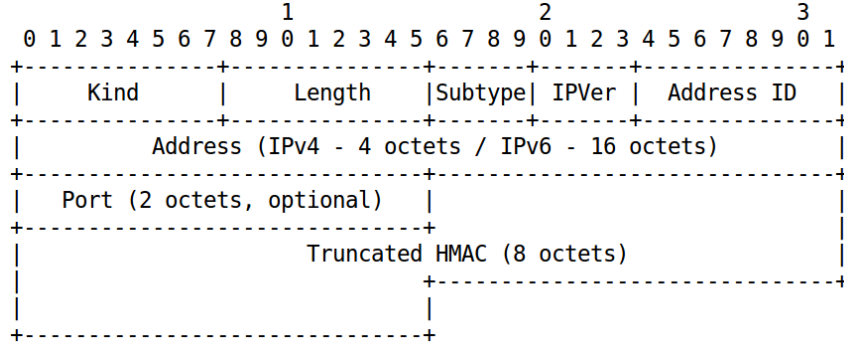 1 2 3
0 1 2 3 4 5 6 7 8 9 0 1 2 3 4 5 6 7 8 9 0 1 2 3 4 5 6 7 8 9 0 1
Kind Length Subtype IPVer Address ID
Address (IPv4 - 4 octets / IPv6 - 16 octets)
Port (2 octets, optional)
Truncated HMAC (8 octets)